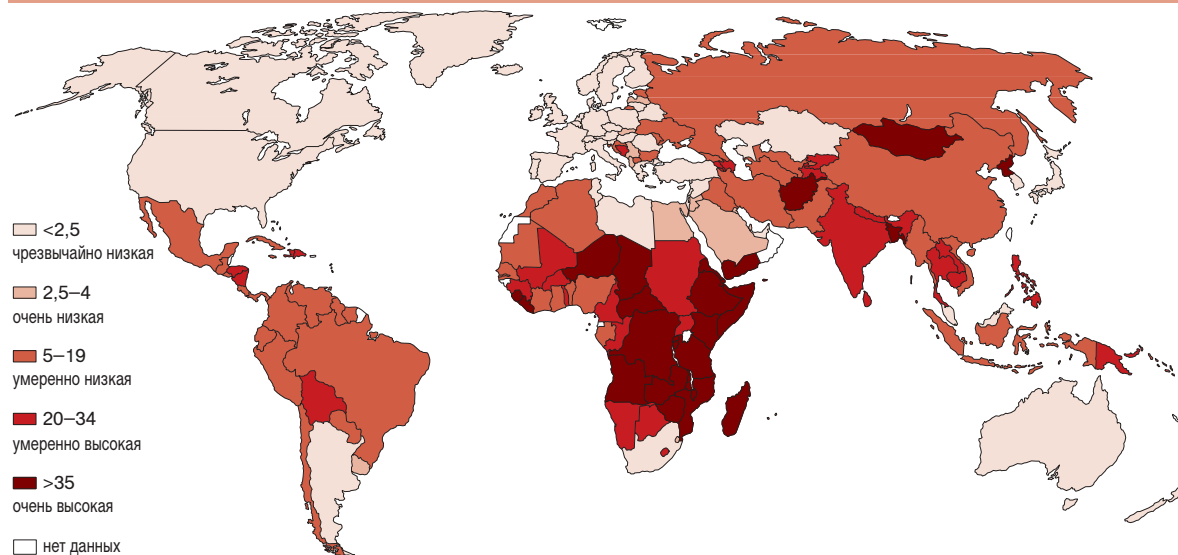 <2,5
чрезвычайно низкая
2,5–4
очень низкая
5–19
умеренно низкая
20–34
умеренно высокая
>35
очень высокая
нет данных